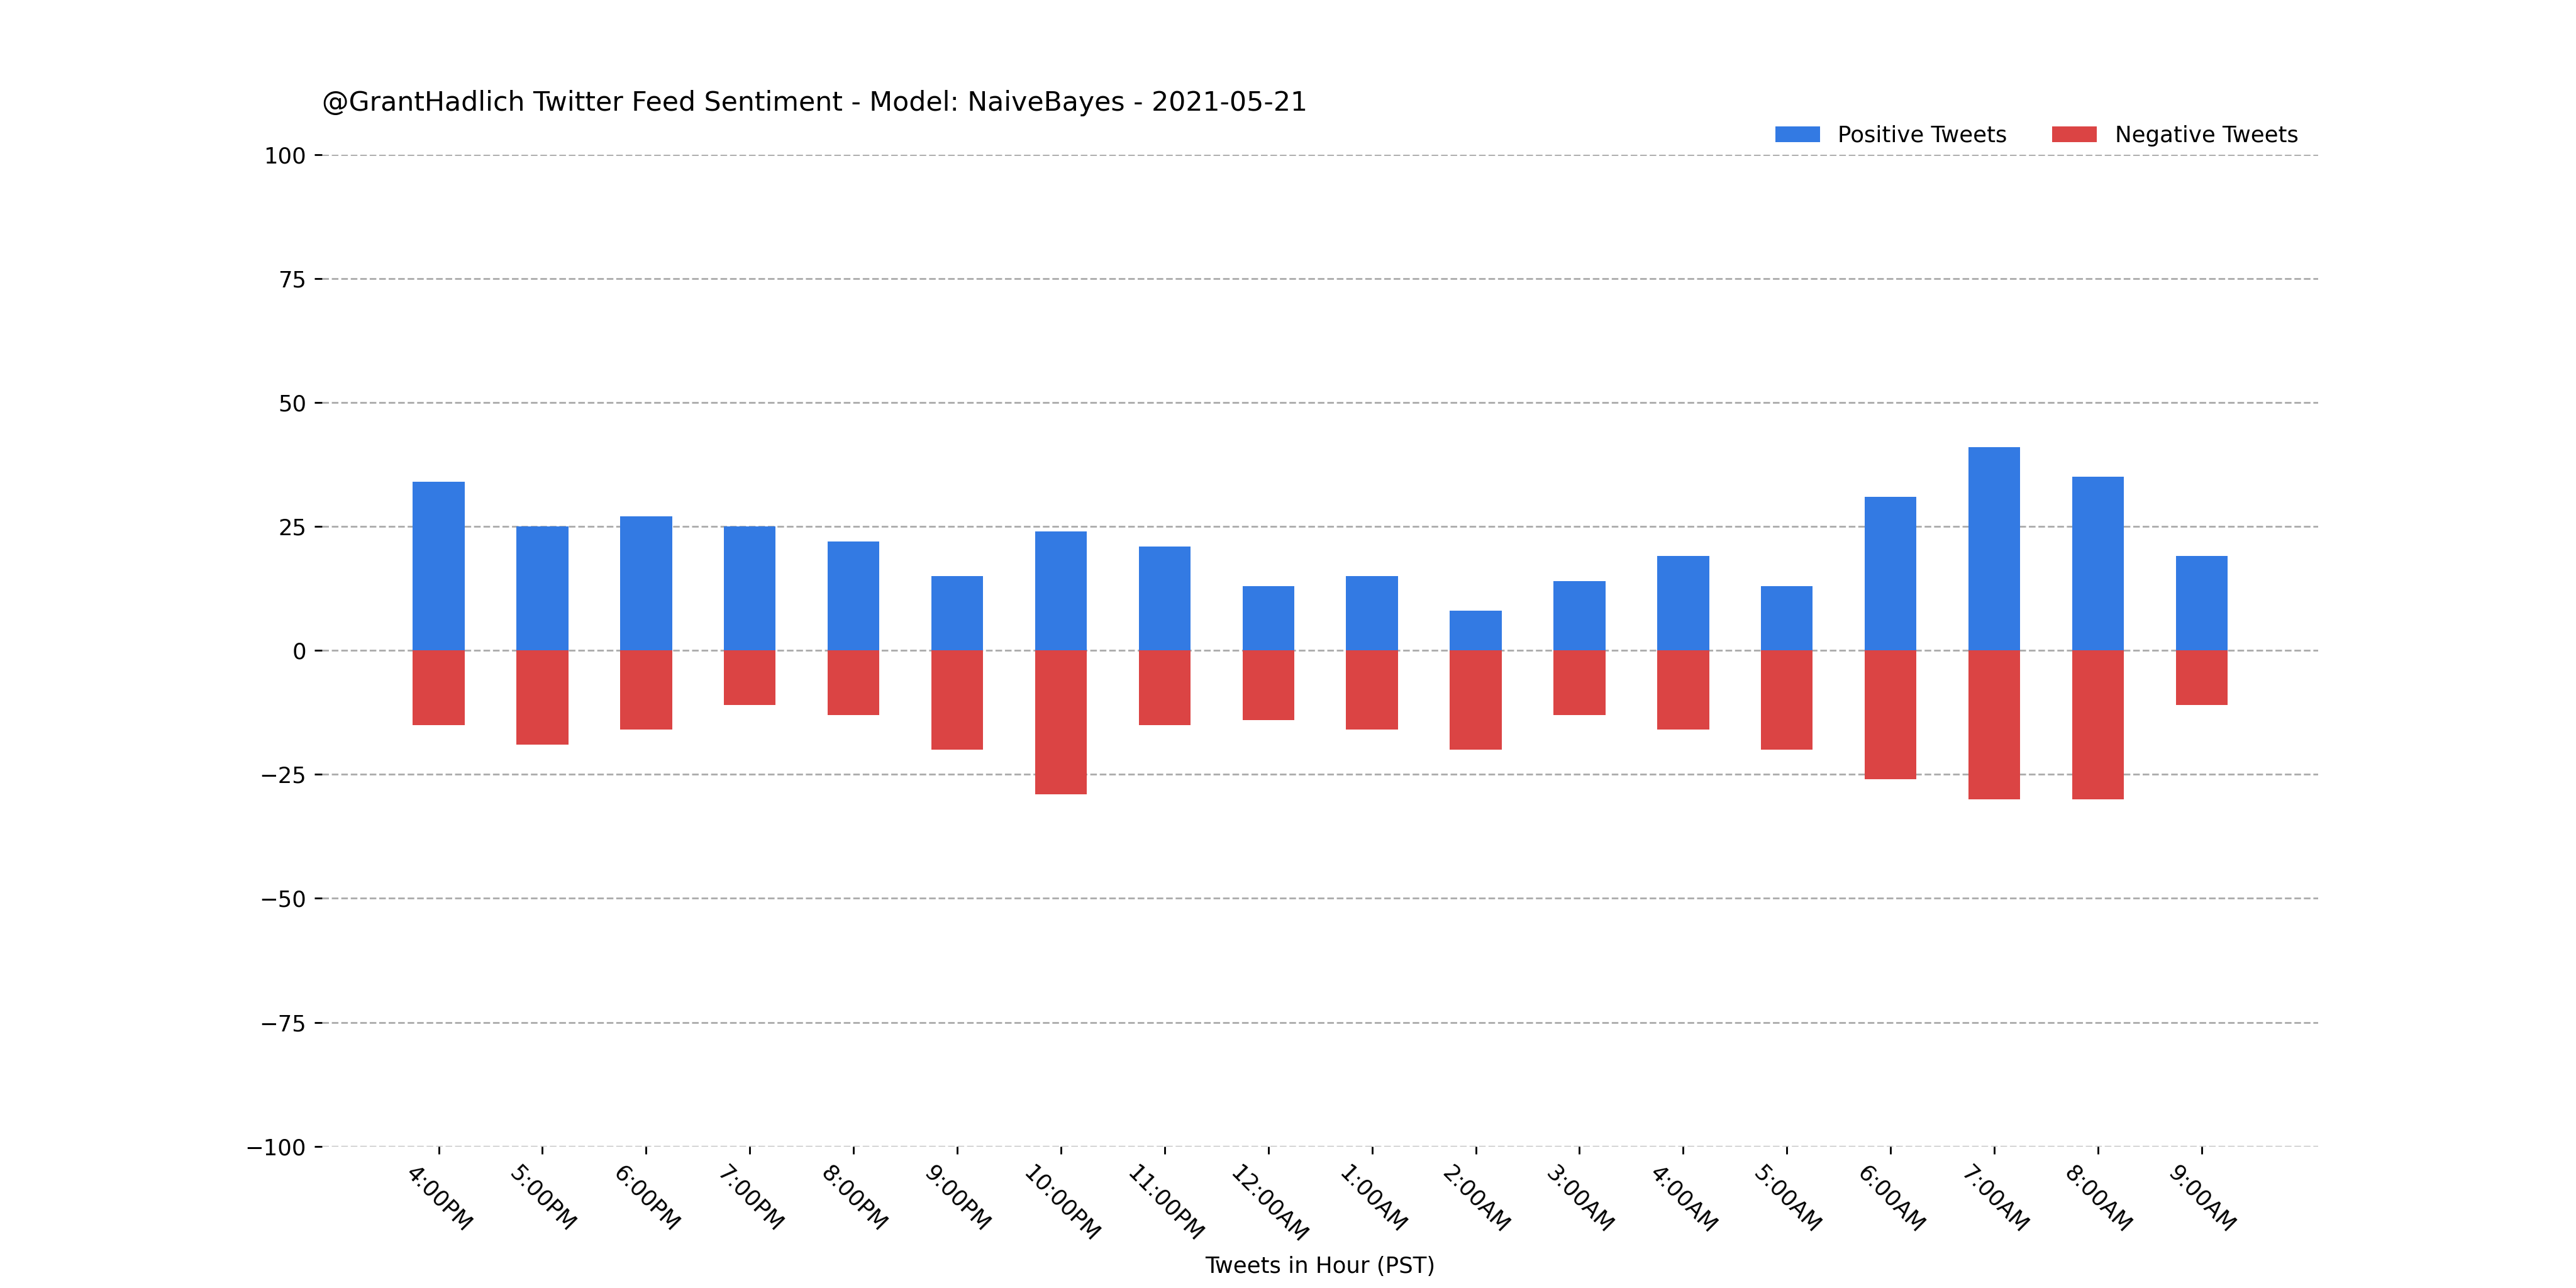 @GrantHadlich Twitter Feed Sentiment - Model: NaiveBayes - 2021-05-21
Positive Tweets
Negative Tweets
100
75
50
25
0
−25
−50
−75
−100
4:00PM
5:00PM
6:00PM
7:00PM
8:00PM
9:00PM
10:00PM
11:00PM
12:00AM
1:00AM
2:00AM
3:00AM
4:00AM
5:00AM
6:00AM
7:00AM
8:00AM
9:00AM
Tweets in Hour (PST)